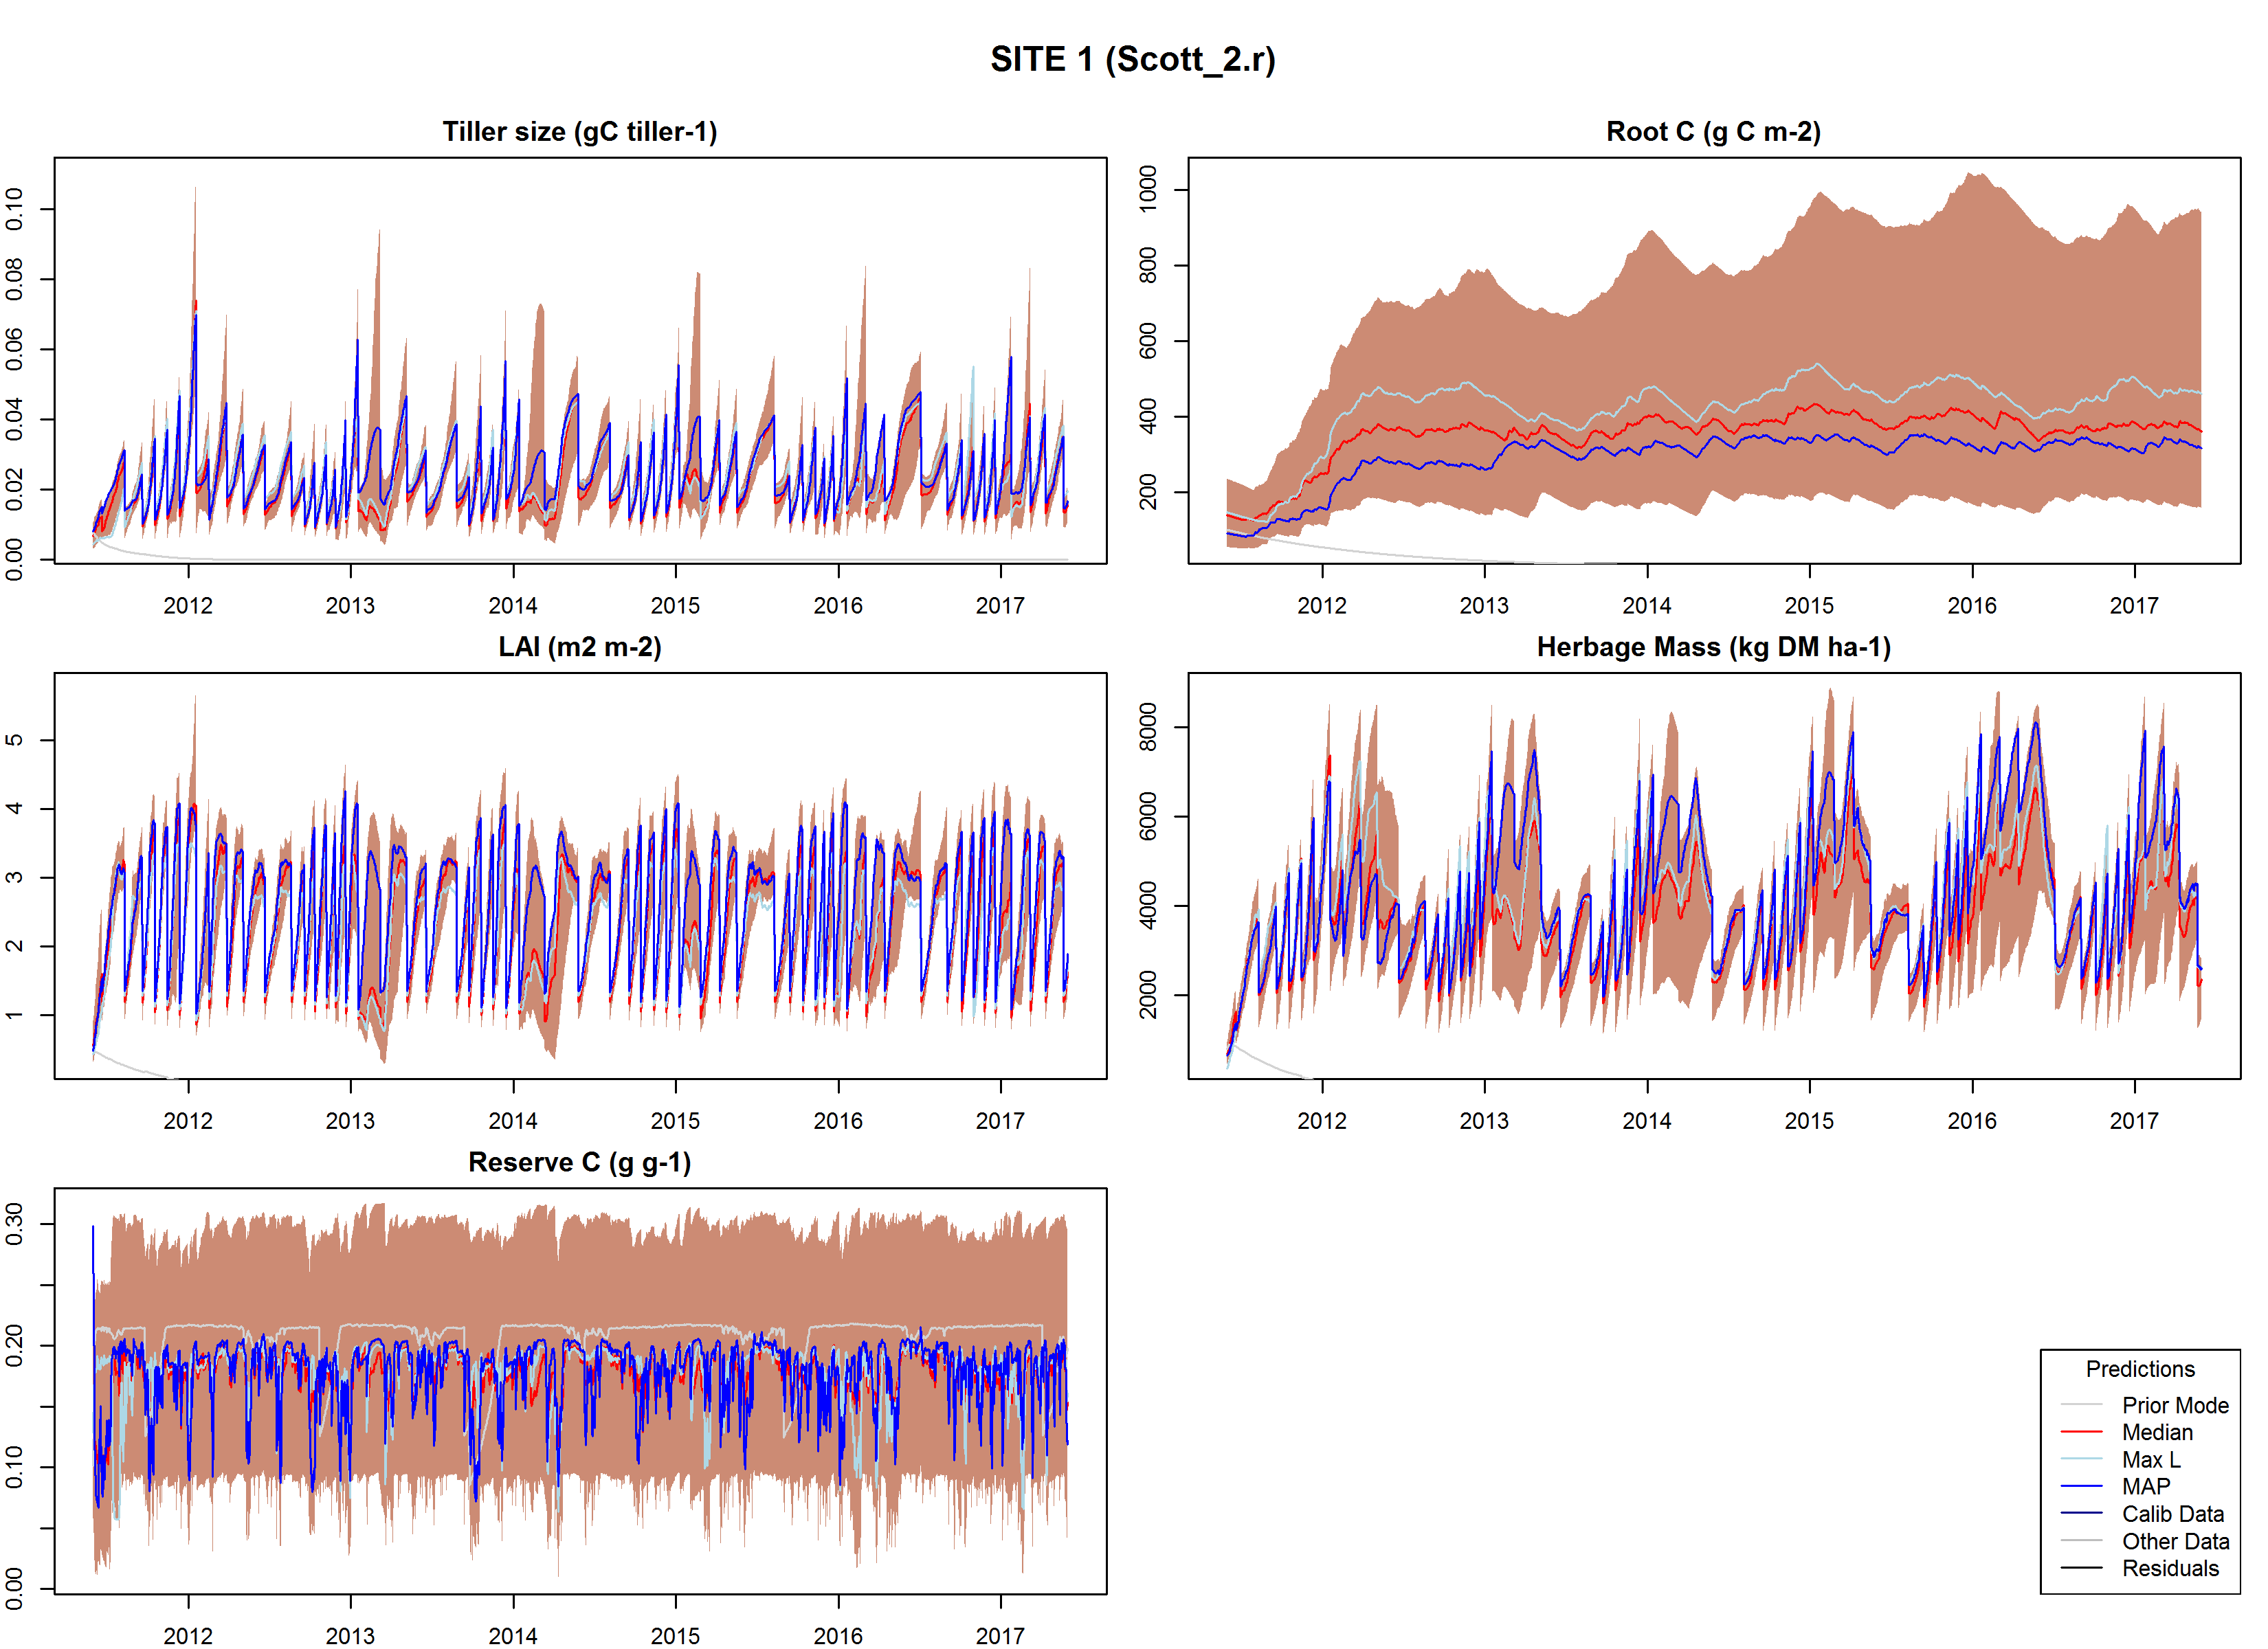 SITE 1 (Scott_2.r)
Tiller size (gC tiller-1)
0.00 0.02 0.04 0.06 0.08 0.10
2012 2013 2014 2015 2016 2017
Root C (g C m-2)
200 400 600 800 1000
2012 2013 2014 2015 2016 2017
LAI (m2 m-2)
1 2 3 4 5
2012 2013 2014 2015 2016 2017
Herbage Mass (kg DM ha-1)
2000 4000 6000 8000
2012 2013 2014 2015 2016 2017
Reserve C (g g-1)
0.00 0.10 0.20 0.30
2012 2013 2014 2015 2016 2017
Predictions
Prior Mode
Median
Max L
MAP
Calib Data
Other Data
Residuals